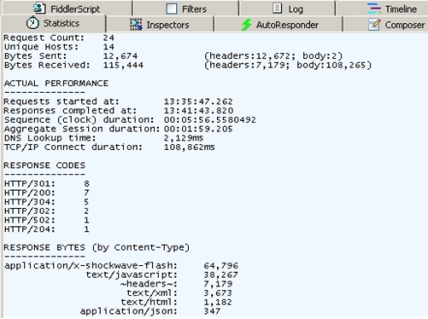 FiddlerScript Filters Log Timeline
Statistics Inspectors AutoResponder Composer
Request Count: 24
Unique Hosts: 14
Bytes Sent: 12,674 (headers:12,672; body:2)
Bytes Received: 115,444 (headers:7,179; body:108,265)
ACTUAL PERFORMANCE
--------------
Requests started at: 13:35:47.262
Responses completed at: 13:41:43.820
Sequence (clock) duration: 00:05:56.5580492
Aggregate Session duration: 00:01:59.205
DNS Lookup time: 2,129ms
TCP/IP Connect duration: 108,862ms
RESPONSE CODES
--------------
HTTP/301: 8
HTTP/200: 7
HTTP/304: 5
HTTP/302: 2
HTTP/502: 1
HTTP/204: 1
RESPONSE BYTES (by Content-Type)
--------------
application/x-shockwave-flash: 64,796
text/javascript: 38,267
~headers~: 7,179
text/xml: 3,673
text/html: 1,182
application/json: 347